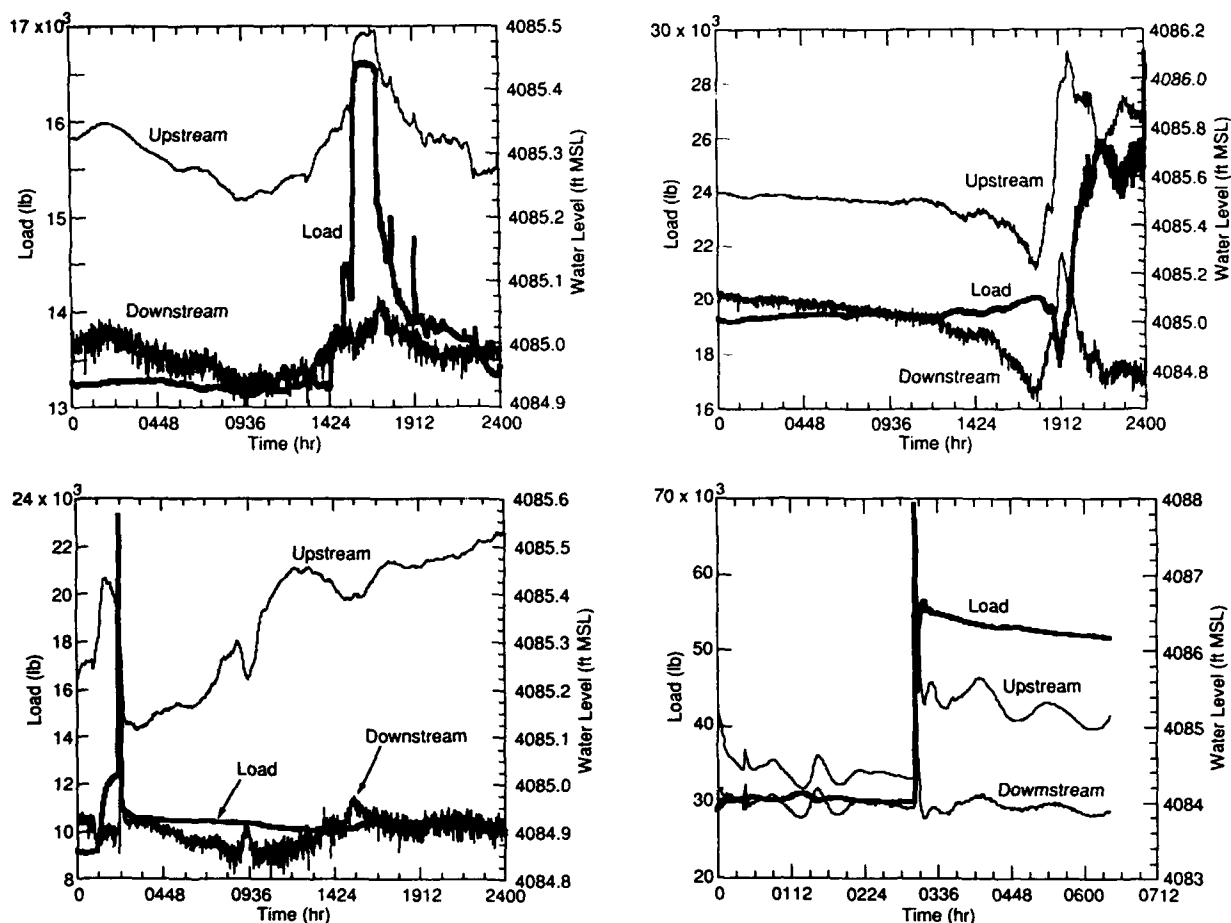 17 x 10³
16
15
14
13
Load (lb)
Upstream
Load
Downstream
4085.5
4085.4
4085.3
4085.2
4085.1
4085.0
4084.9
Water Level (ft MSL)
0 0448 0936 1424 1912 2400
Time (hr)
30 x 10³
28
26
24
22
20
18
16
Load (lb)
Upstream
Load
Downstream
4086.2
4086.0
4085.8
4085.6
4085.4
4085.2
4085.0
4084.8
Water Level (ft MSL)
0 0448 0936 1424 1912 2400
Time (hr)
24 x 10³
22
20
18
16
14
12
10
8
Load (lb)
Upstream
Downstream
Load
4085.6
4085.5
4085.4
4085.3
4085.2
4085.1
4085.0
4084.9
4084.8
Water Level (ft MSL)
0 0448 0936 1424 1912 2400
Time (hr)
70 x 10³
60
50
40
30
20
Load (lb)
Load
Upstream
Dowmstream
4088
4087
4086
4085
4084
4083
Water Level (ft MSL)
0 0112 0224 0336 0448 0600 0712
Time (hr)